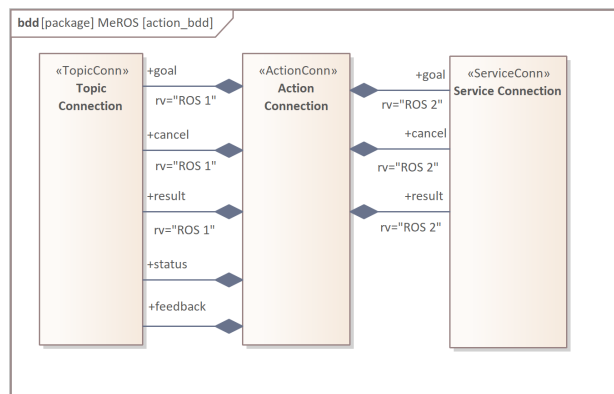 bdd [package] MeROS [action_bdd]
«TopicConn»
Topic
Connection
+goal
rv="ROS 1"
+cancel
rv="ROS 1"
+result
rv="ROS 1"
+status
+feedback
«ActionConn»
Action
Connection
+goal
rv="ROS 2"
+cancel
rv="ROS 2"
+result
rv="ROS 2"
«ServiceConn»
Service Connection